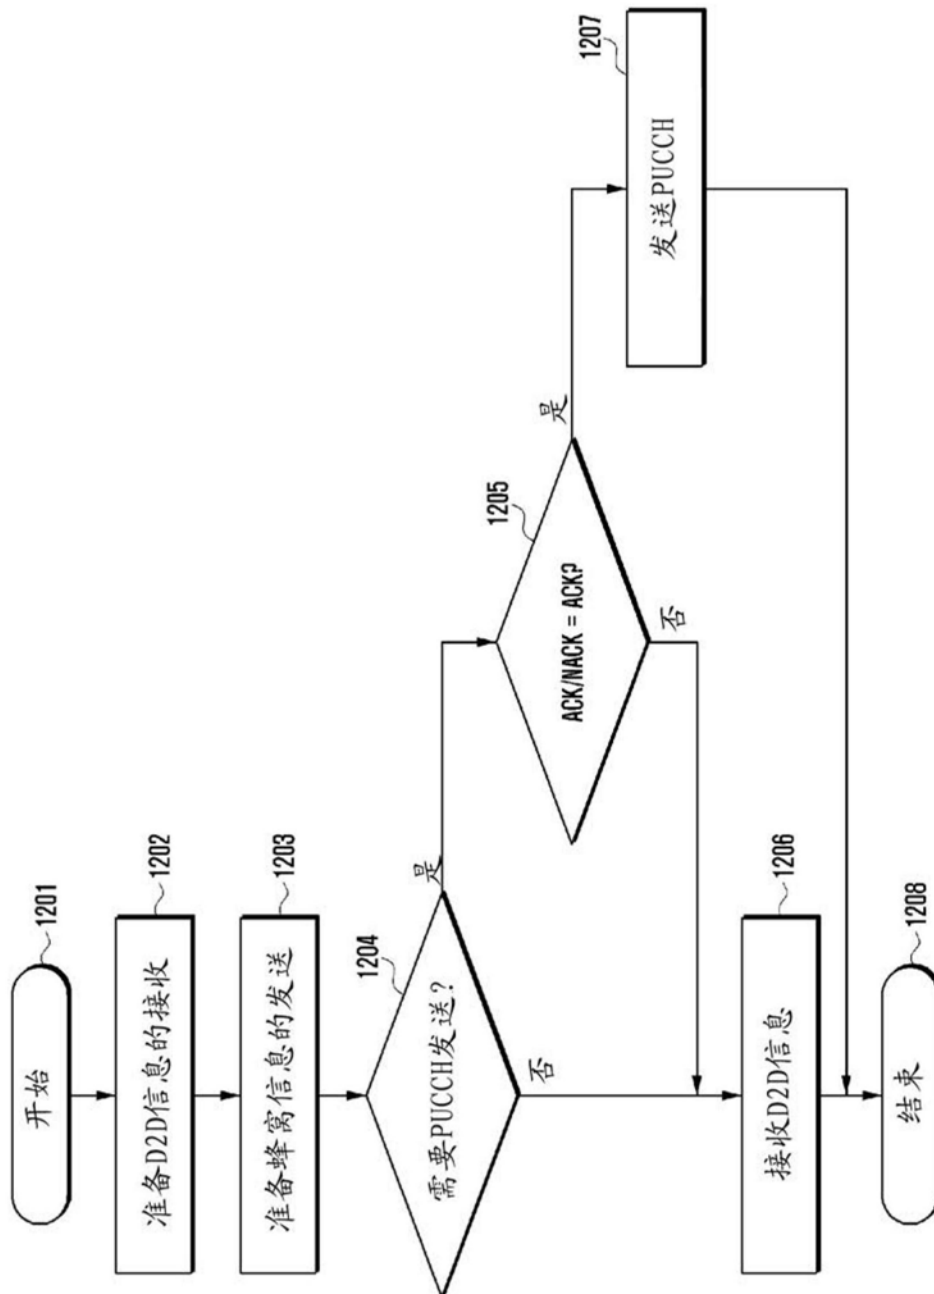 开始
1201
准备D2D信息的接收
1202
准备蜂窝信息的发送
1203
需要PUCCH发送?
1204
是
否
ACK/NACK = ACK?
1205
是
否
发送PUCCH
1207
接收D2D信息
1206
结束
1208